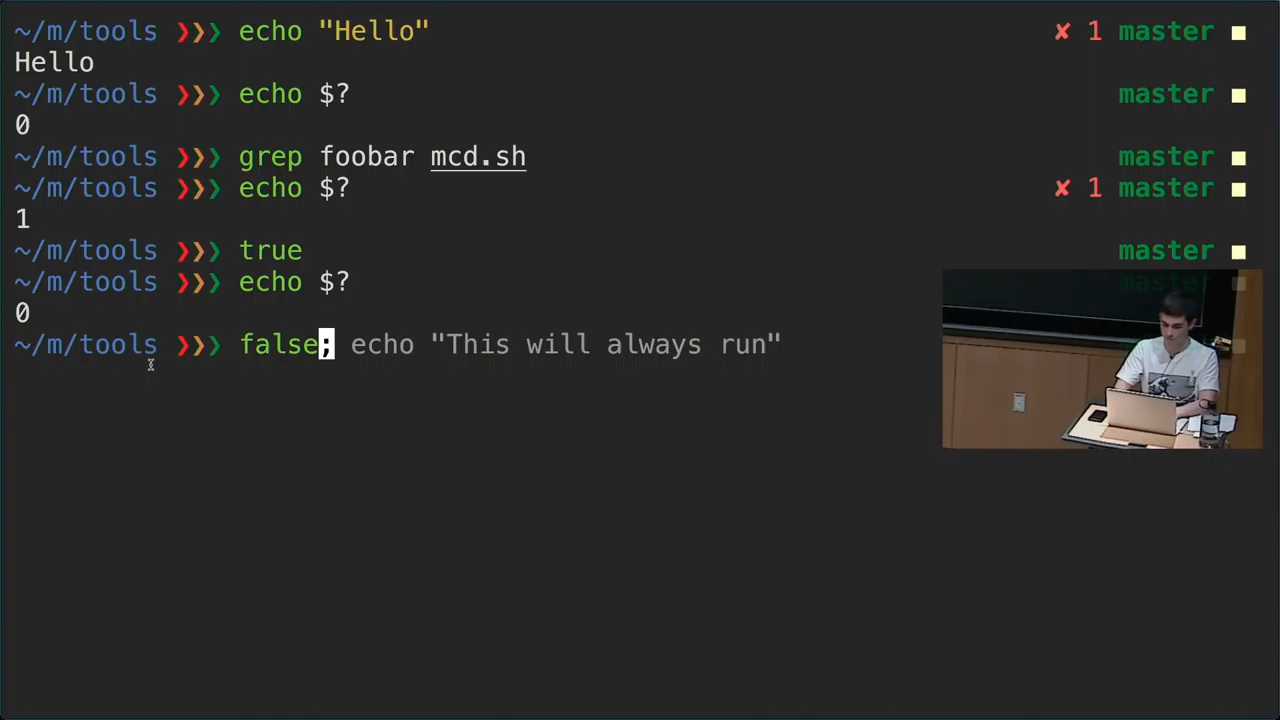 ~/m/tools ❯❯❯ echo "Hello" ✘ 1 master ■
Hello
~/m/tools ❯❯❯ echo $? master ■
0
~/m/tools ❯❯❯ grep foobar mcd.sh master ■
~/m/tools ❯❯❯ echo $? ✘ 1 master ■
1
~/m/tools ❯❯❯ true master ■
~/m/tools ❯❯❯ echo $?
0
~/m/tools ❯❯❯ false; echo "This will always run"